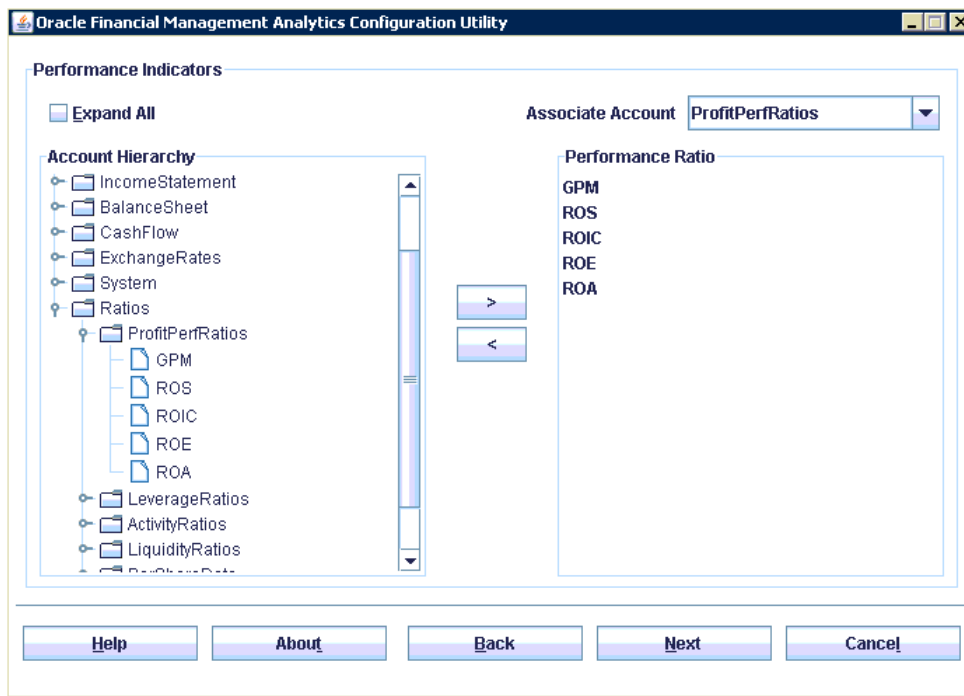 Oracle Financial Management Analytics Configuration Utility
Performance Indicators
Expand All
Associate Account ProfitPerfRatios
Account Hierarchy
IncomeStatement
BalanceSheet
CashFlow
ExchangeRates
System
Ratios
ProfitPerfRatios
GPM
ROS
ROIC
ROE
ROA
LeverageRatios
ActivityRatios
LiquidityRatios
>
<
Performance Ratio
GPM
ROS
ROIC
ROE
ROA
Help About Back Next Cancel